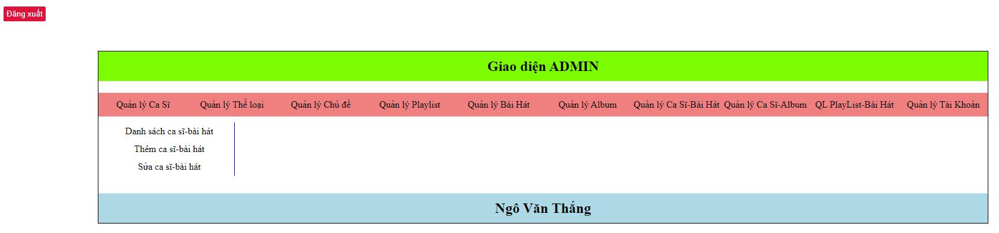 Đăng xuất
Giao diện ADMIN
Quản lý Ca Sĩ Quản lý Thể loại Quản lý Chủ đề Quản lý Playlist Quản lý Bài Hát Quản lý Album Quản lý Ca Sĩ-Bài Hát Quản lý Ca Sĩ-Album QL PlayList-Bài Hát Quản lý Tài Khoản
Danh sách ca sĩ-bài hát
Thêm ca sĩ-bài hát
Sửa ca sĩ-bài hát
Ngô Văn Thắng